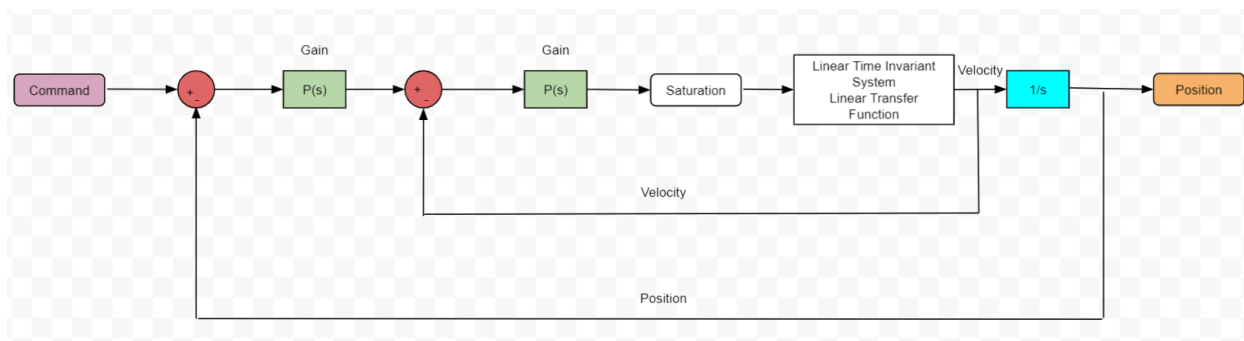 Gain
Gain
Command
+
-
P(s)
+
-
P(s)
Saturation
Linear Time Invariant
System
Linear Transfer
Function
Velocity
1/s
Position
Velocity
Position